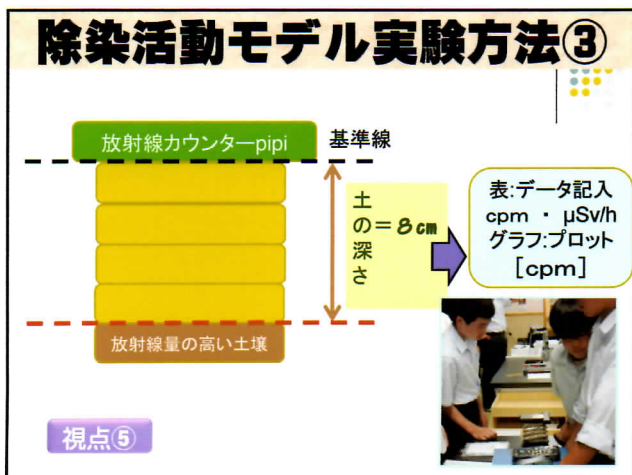 除染活動モデル実験方法③
放射線カウンターpipi
基準線
土の深さ=8cm
表:データ記入
cpm ・ μSv/h
グラフ:プロット
[cpm]
放射線量の高い土壌
視点⑤